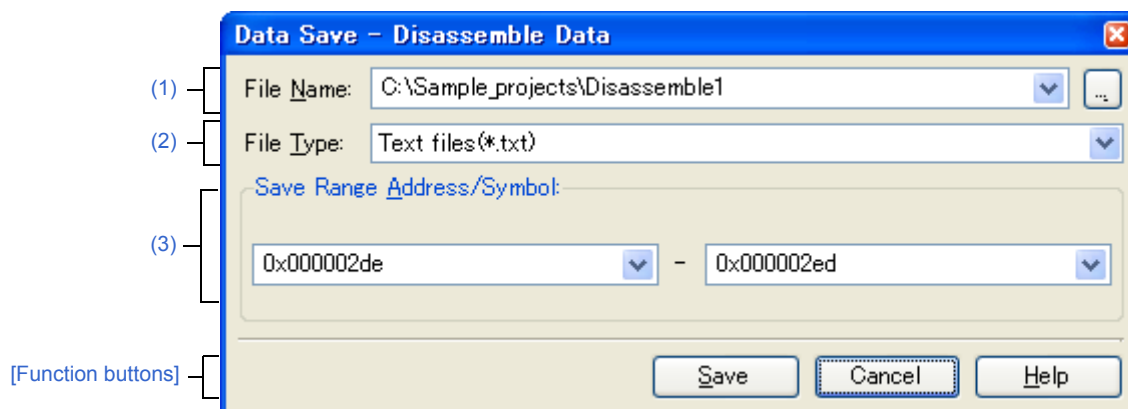 Data Save - Disassemble Data
(1) File Name: C:\Sample_projects\Disassemble1 ...
(2) File Type: Text files(*.txt)
Save Range Address/Symbol:
(3) 0x000002de - 0x000002ed
[Function buttons] Save Cancel Help